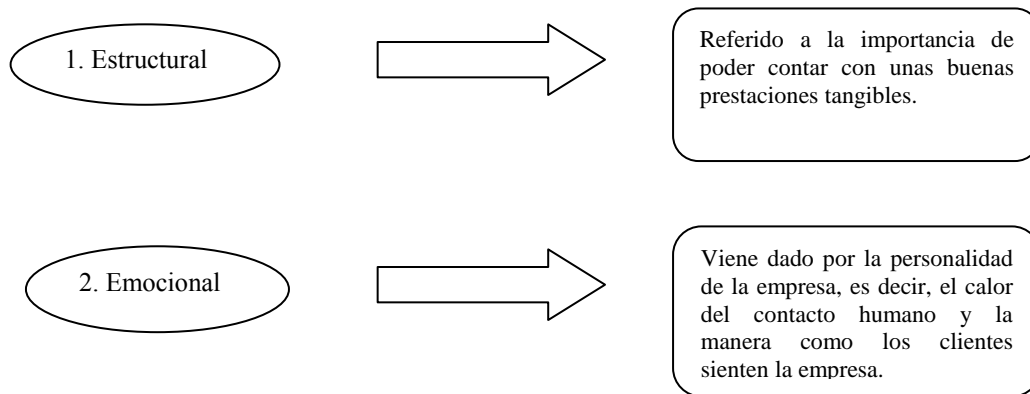 1. Estructural
Referido a la importancia de
poder contar con unas buenas
prestaciones tangibles.
2. Emocional
Viene dado por la personalidad
de la empresa, es decir, el calor
del contacto humano y la
manera como los clientes
sienten la empresa.